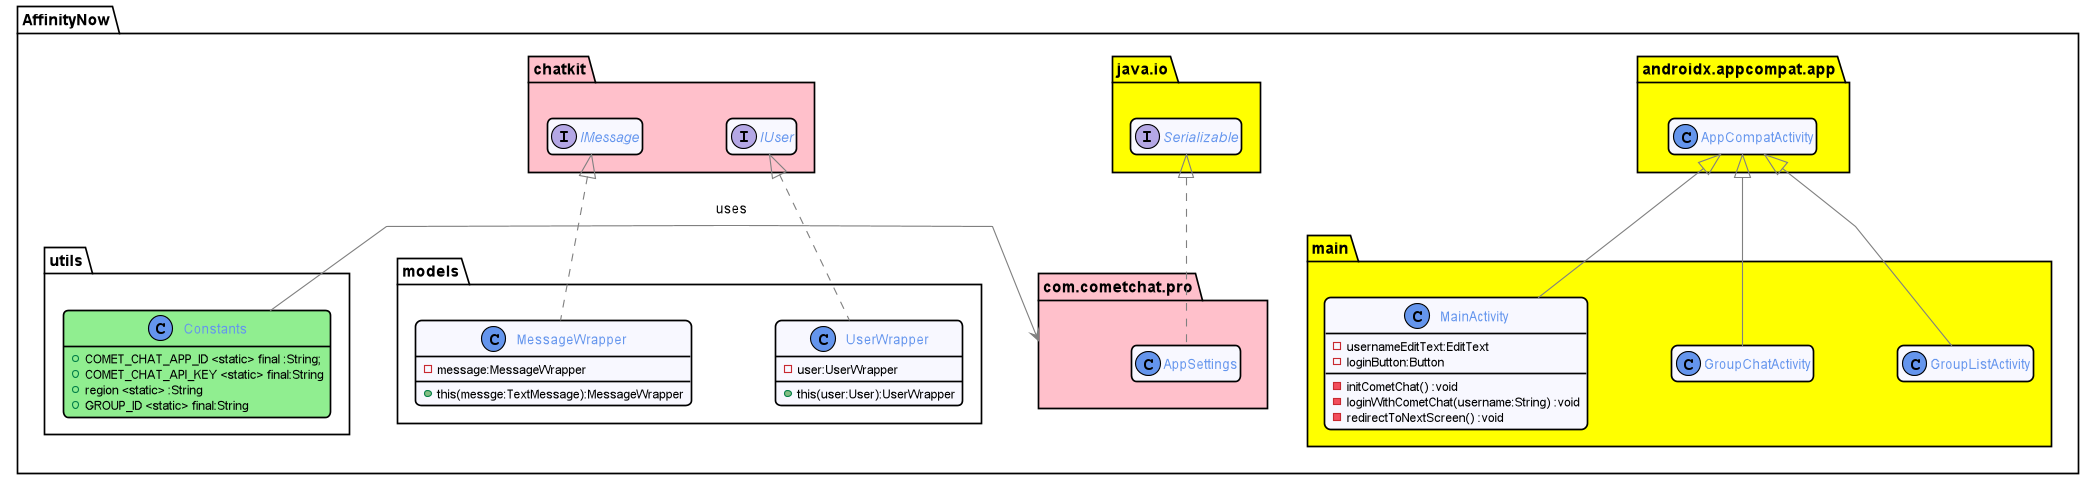 AffinityNow
chatkit
I IMessage
I IUser
java.io
I Serializable
androidx.appcompat.app
C AppCompatActivity
uses
utils
C Constants
COMET_CHAT_APP_ID <static> final :String;
COMET_CHAT_API_KEY <static> final:String
region <static> :String
GROUP_ID <static> final:String
models
C MessageWrapper
message:MessageWrapper
this(messge:TextMessage):MessageWrapper
C UserWrapper
user:UserWrapper
this(user:User):UserWrapper
com.cometchat.pro
C AppSettings
main
C MainActivity
usernameEditText:EditText
loginButton:Button
initCometChat() :void
loginWithCometChat(username:String) :void
redirectToNextScreen() :void
C GroupChatActivity
C GroupListActivity